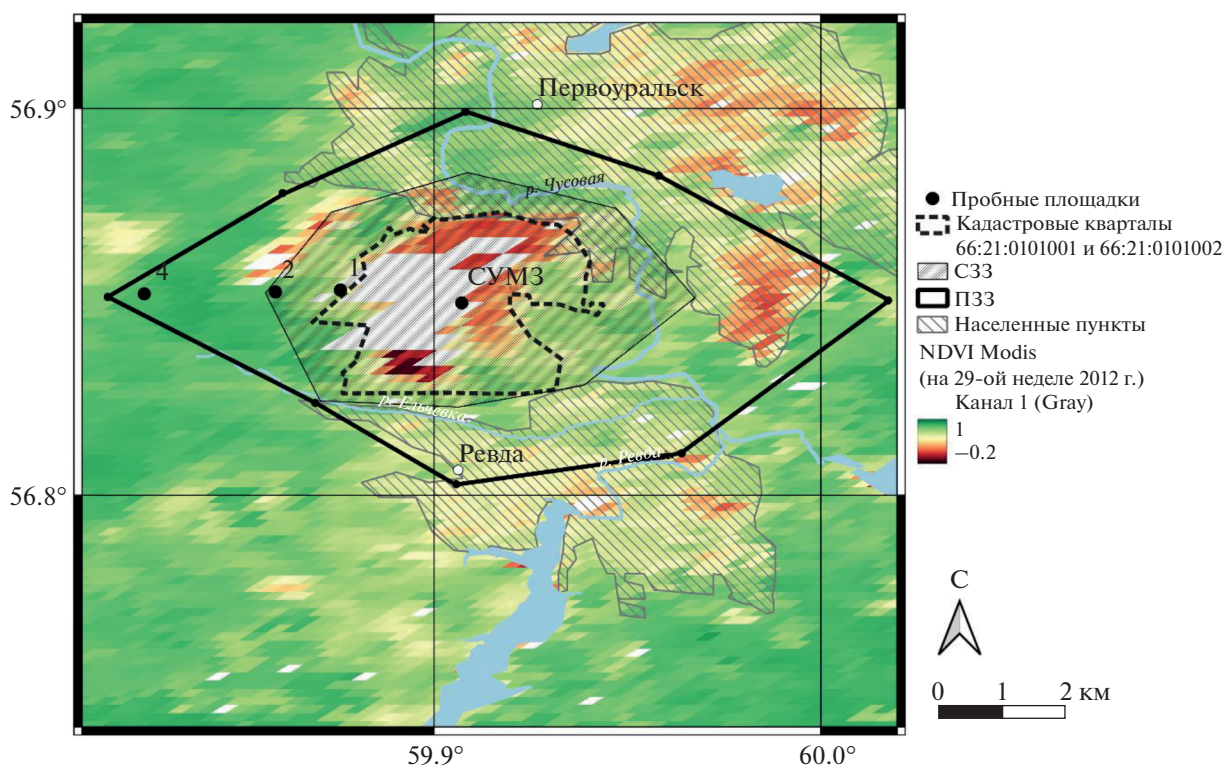 Первоуральск
56.9°
р. Чусовая
4
2
1
СУМЗ
р. Ельчевка
Ревда
р. Ревда
56.8°
59.9°
60.0°
Пробные площадки
Кадастровые кварталы
66:21:0101001 и 66:21:0101002
СЗЗ
ПЗЗ
Населенные пункты
NDVI Modis
(на 29-ой неделе 2012 г.)
Канал 1 (Gray)
1
−0.2
С
0 1 2 км